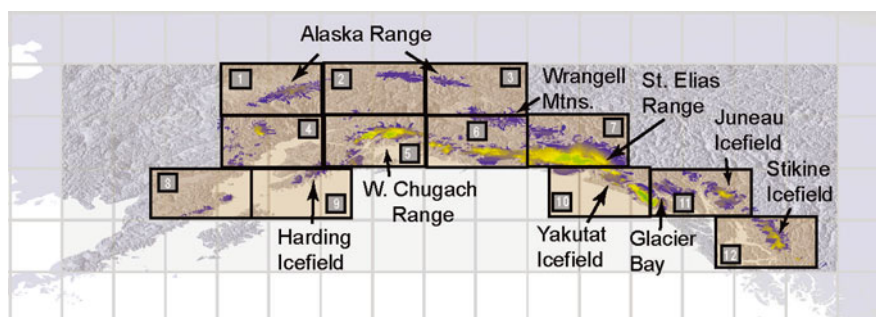 Alaska Range
1
2
3
Wrangell
Mtns.
St. Elias
Range
4
5
6
7
Juneau
Icefield
Stikine
Icefield
8
9
W. Chugach
Range
10
11
Harding
Icefield
Yakutat
Icefield
Glacier
Bay
12